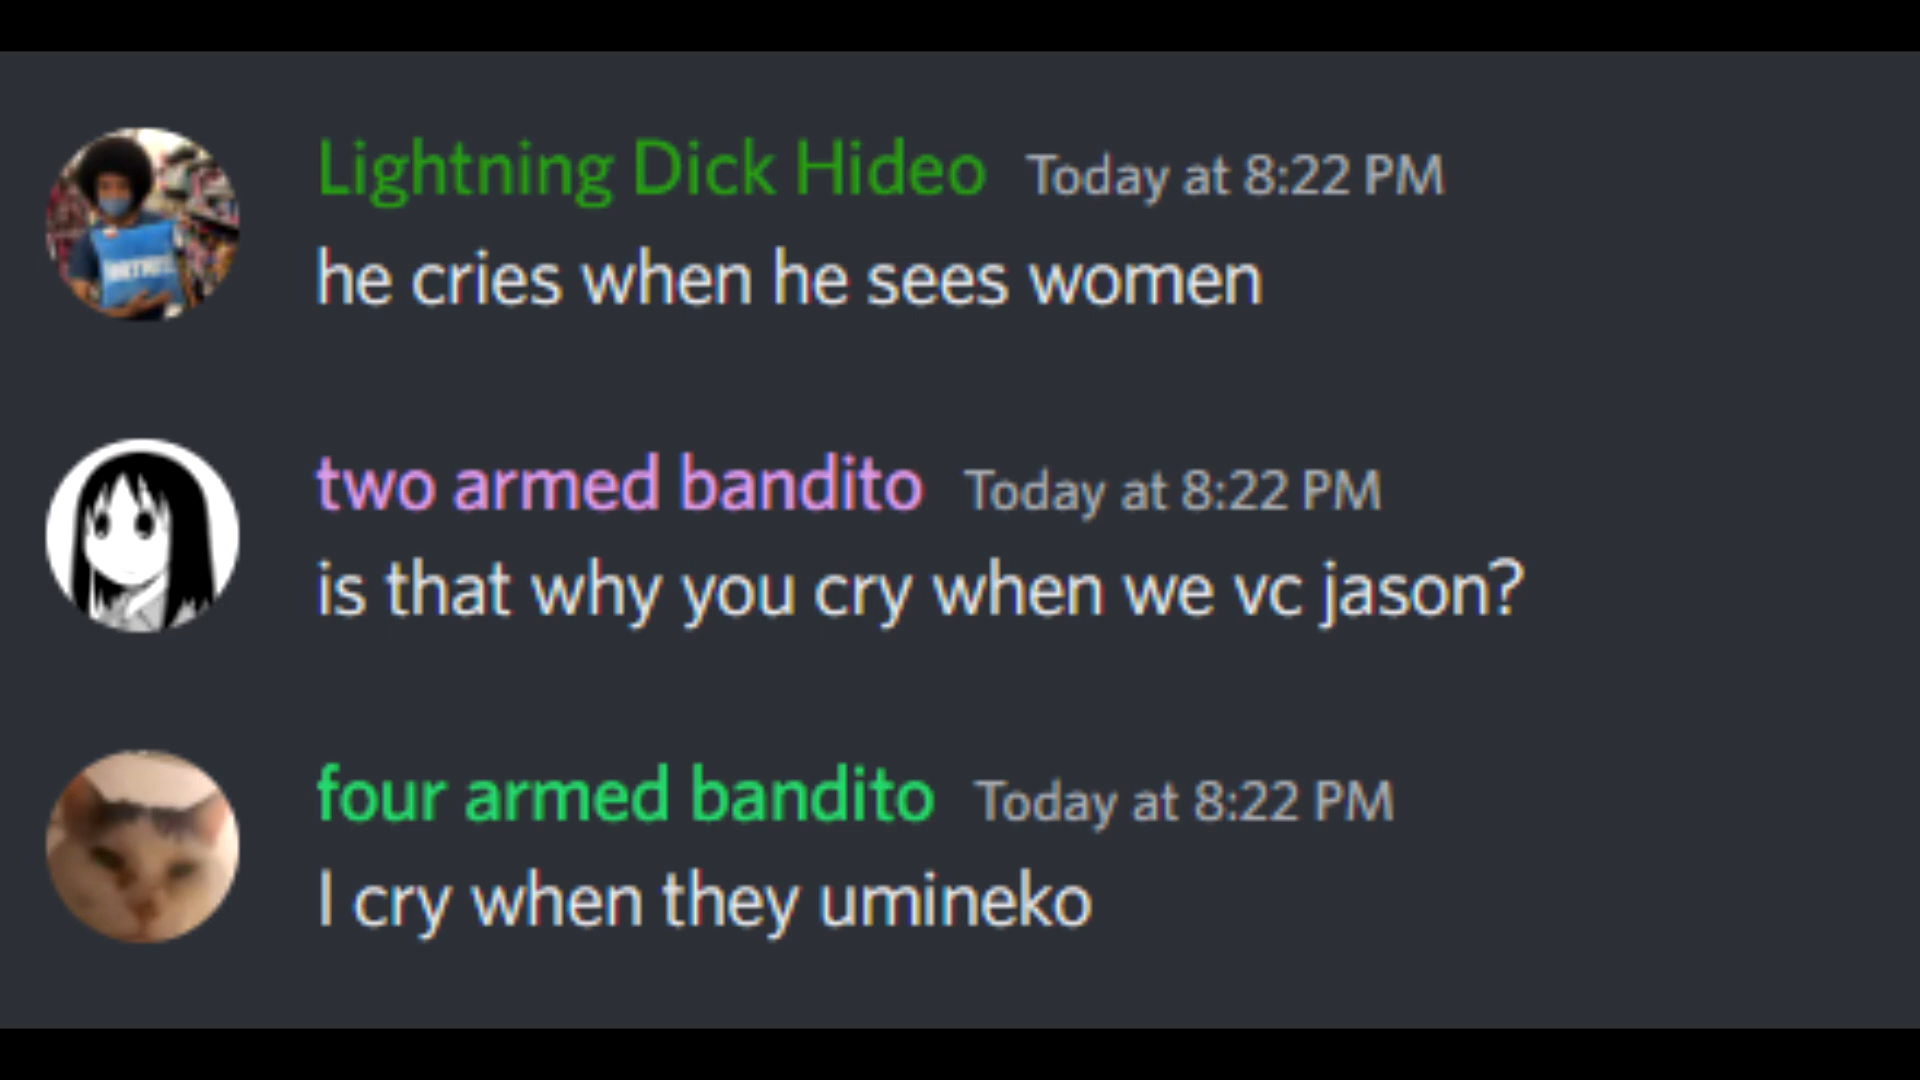 Lightning Dick Hideo Today at 8:22 PM
he cries when he sees women
two armed bandito Today at 8:22 PM
is that why you cry when we vc jason?
four armed bandito Today at 8:22 PM
I cry when they umineko